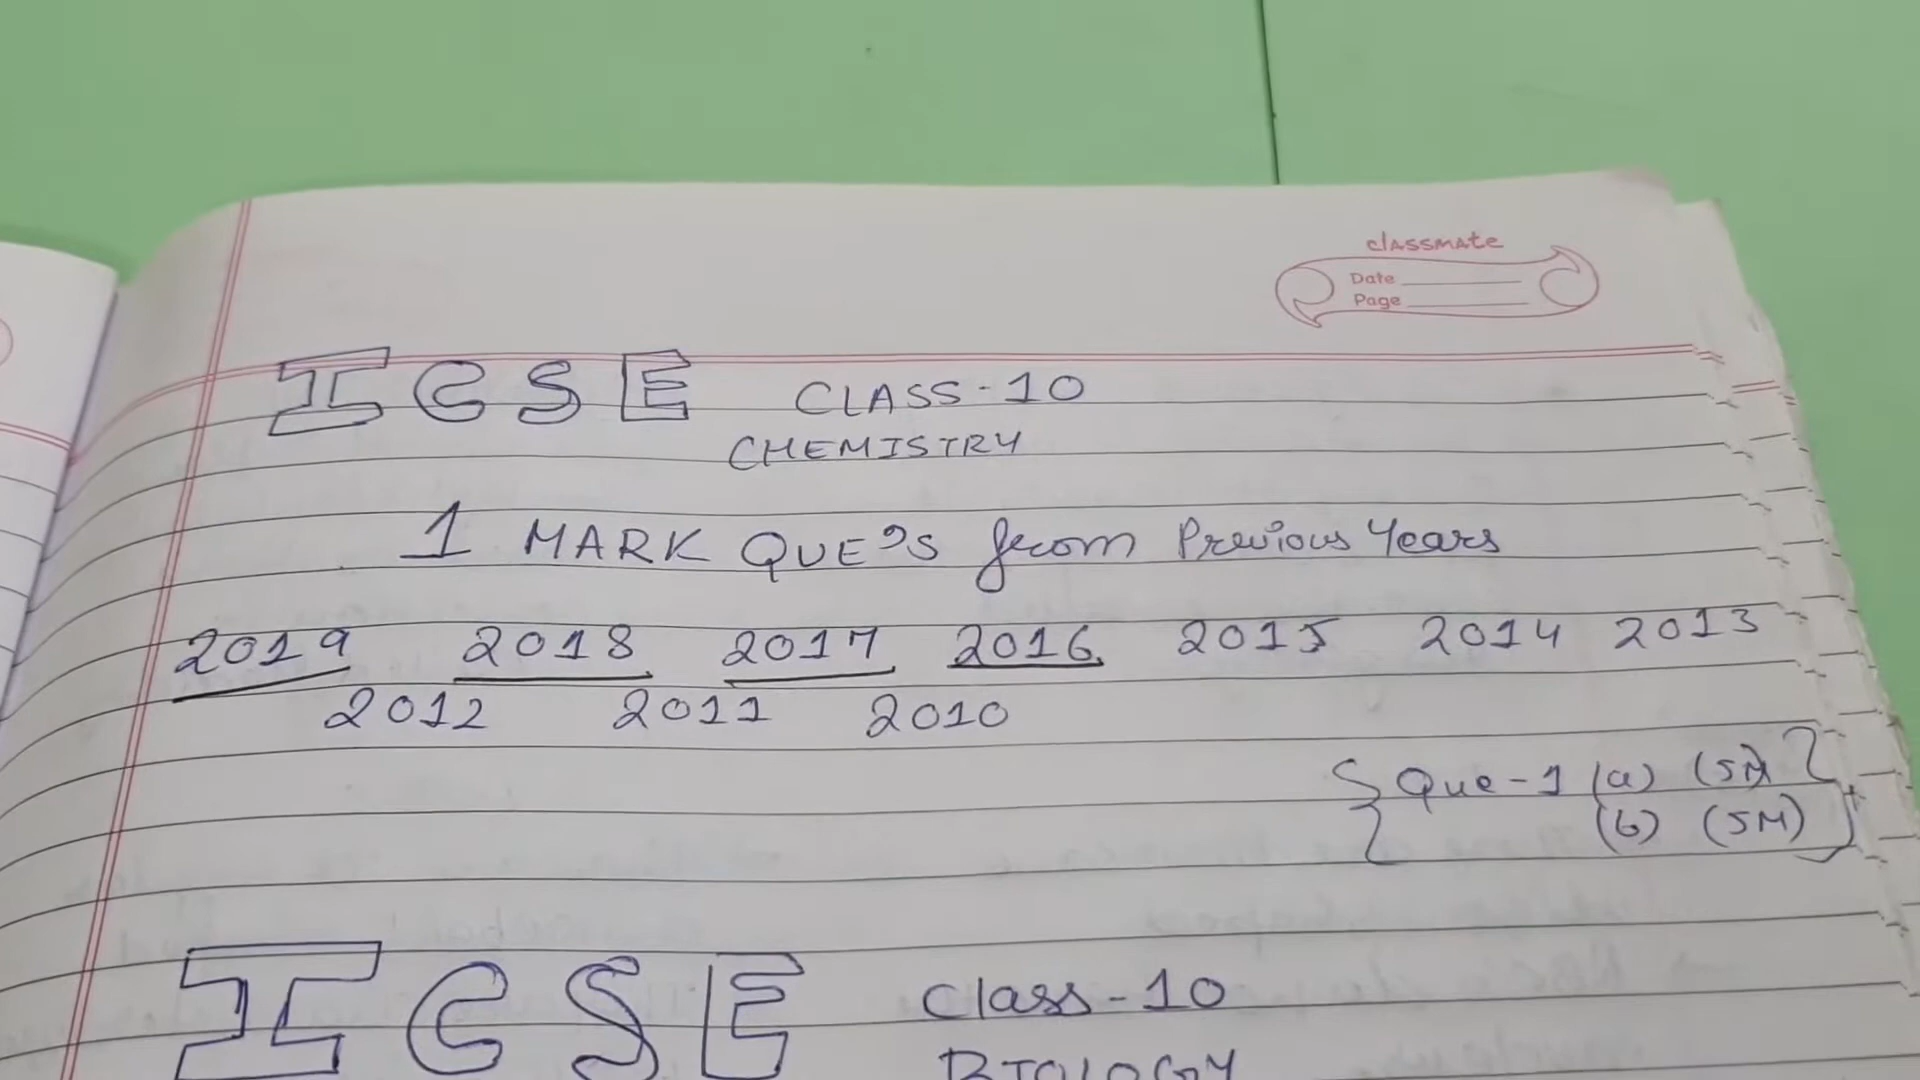 classmate
Date
Page
ICSE CLASS-10
CHEMISTRY
1 MARK QUE'S from Previous Years
2019 2018 2017 2016 2015 2014 2013
2012 2011 2010
{ Que-1 (a) (5M)
(b) (5M) }
ICSE Class-10
BIOLOGY